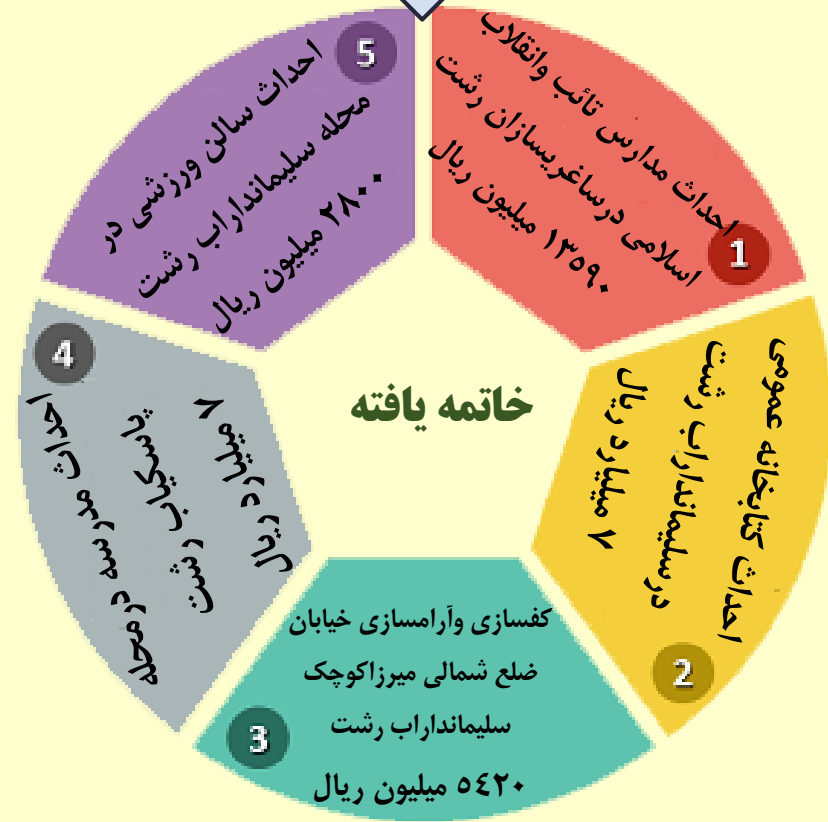 خاتمه یافته
1
احداث مدارس تائب وانقلاب
اسلامی درساغریسازان رشت
۱۳۵۹۰ میلیون ریال
2
احداث کتابخانه عمومی
درسلیمانداراب رشت
۷ میلیارد ریال
3
کفسازی وآرامسازی خیابان
ضلع شمالی میرزاکوچک
سلیمانداراب رشت
۵٤۲۰ میلیون ریال
4
احداث مدرسه درمحله
پاسکیاب رشت
۷ میلیارد ریال
5
احداث سالن ورزشی در
محله سلیمانداراب رشت
۲۸۰۰ میلیون ریال